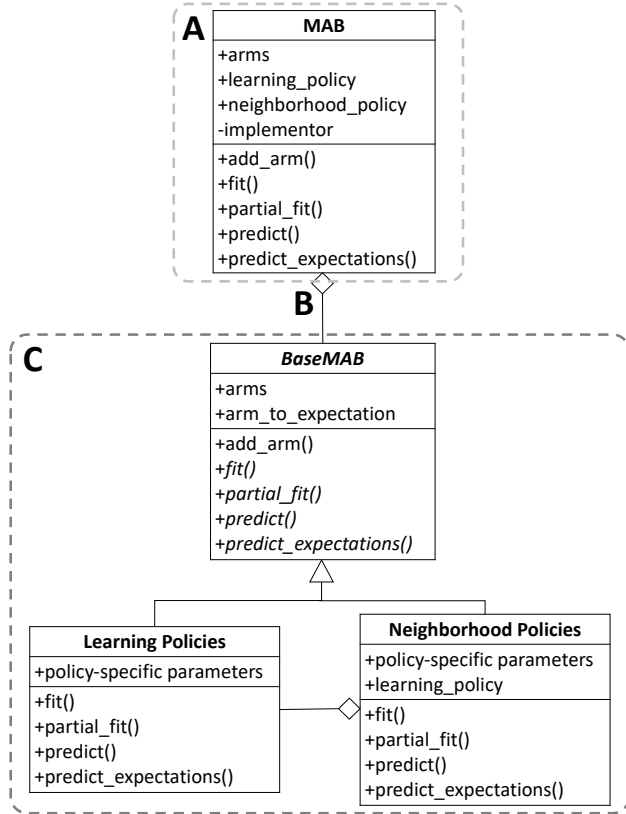 A
MAB
+arms
+learning_policy
+neighborhood_policy
-implementor
+add_arm()
+fit()
+partial_fit()
+predict()
+predict_expectations()
B
C
BaseMAB
+arms
+arm_to_expectation
+add_arm()
+fit()
+partial_fit()
+predict()
+predict_expectations()
Learning Policies
+policy-specific parameters
+fit()
+partial_fit()
+predict()
+predict_expectations()
Neighborhood Policies
+policy-specific parameters
+learning_policy
+fit()
+partial_fit()
+predict()
+predict_expectations()